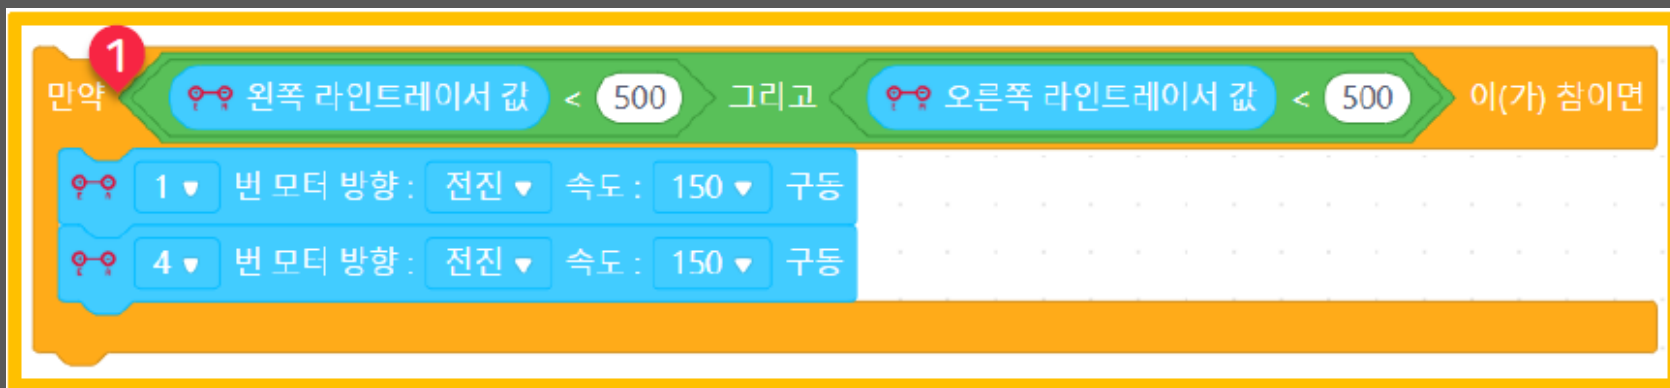 1
만약 왼쪽 라인트레이서 값 < 500 그리고 오른쪽 라인트레이서 값 < 500 이(가) 참이면
1 ▼ 번 모터 방향 : 전진 ▼ 속도 : 150 ▼ 구동
4 ▼ 번 모터 방향 : 전진 ▼ 속도 : 150 ▼ 구동